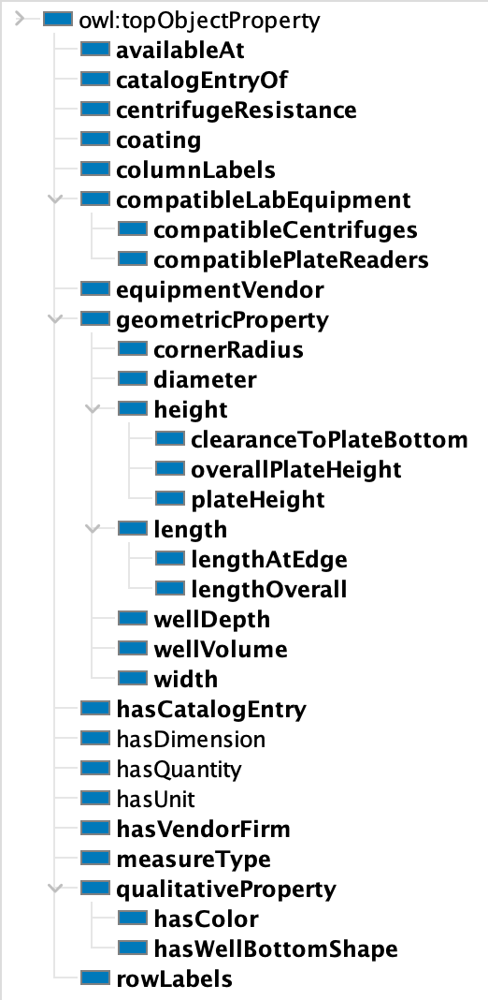 owl:topObjectProperty
availableAt
catalogEntryOf
centrifugeResistance
coating
columnLabels
compatibleLabEquipment
compatibleCentrifuges
compatiblePlateReaders
equipmentVendor
geometricProperty
cornerRadius
diameter
height
clearanceToPlateBottom
overallPlateHeight
plateHeight
length
lengthAtEdge
lengthOverall
wellDepth
wellVolume
width
hasCatalogEntry
hasDimension
hasQuantity
hasUnit
hasVendorFirm
measureType
qualitativeProperty
hasColor
hasWellBottomShape
rowLabels